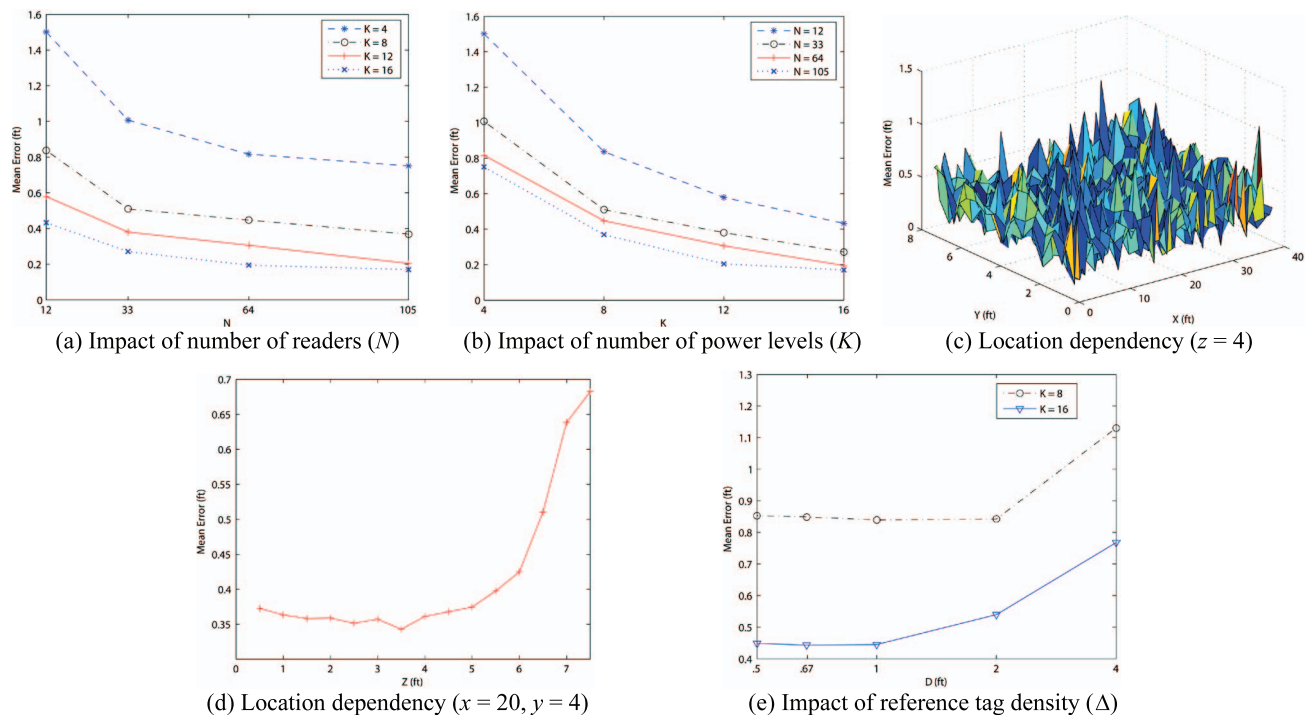 1.6
1.4
1.2
1
0.8
0.6
0.4
0.2
0
Mean Error (ft)
K = 4
K = 8
K = 12
K = 16
12
33
64
105
N
(a) Impact of number of readers (N)
1.6
1.4
1.2
1
0.8
0.6
0.4
0.2
0
Mean Error (ft)
N = 12
N = 33
N = 64
N = 105
4
8
12
16
K
(b) Impact of number of power levels (K)
1.5
1
0.5
0
Mean Error (ft)
8
6
4
2
0
Y (ft)
0
10
20
30
40
X (ft)
(c) Location dependency (z = 4)
0.7
0.65
0.6
0.55
0.5
0.45
0.4
0.35
Mean Error (ft)
0
1
2
3
4
5
6
7
Z (ft)
(d) Location dependency (x = 20, y = 4)
1.3
1.2
1.1
1
0.9
0.8
0.7
0.6
0.5
0.4
Mean Error (ft)
K = 8
K = 16
.5
.67
1
2
4
D (ft)
(e) Impact of reference tag density (Δ)